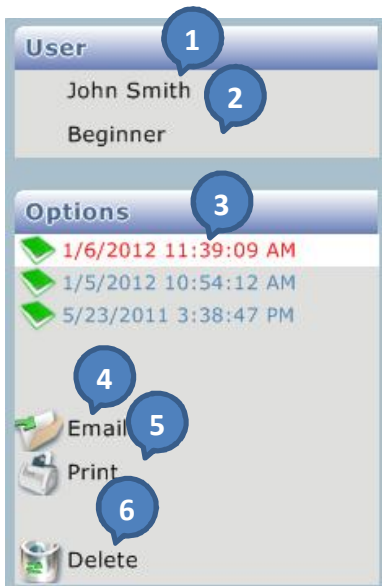 1
User
John Smith
2
Beginner
3
Options
1/6/2012 11:39:09 AM
1/5/2012 10:54:12 AM
5/23/2011 3:38:47 PM
4
Email
5
Print
6
Delete